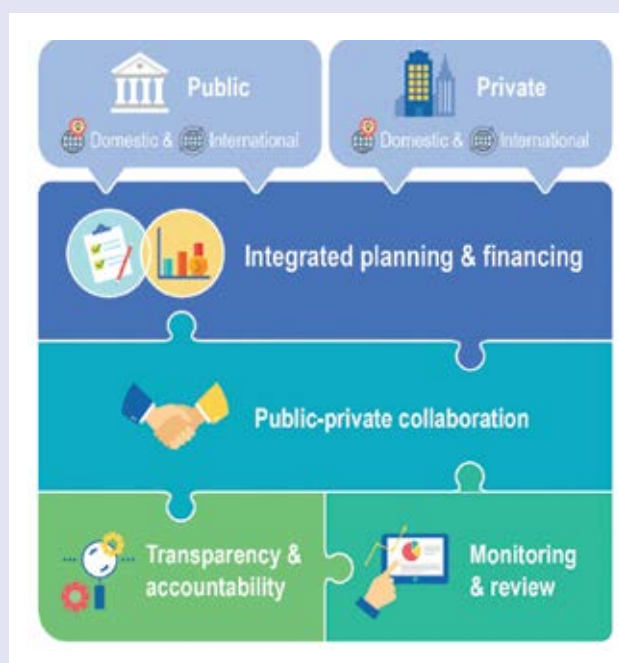 Public
Domestic & International
Private
Domestic & International
Integrated planning & financing
Public-private collaboration
Transparency &
accountability
Monitoring
& review